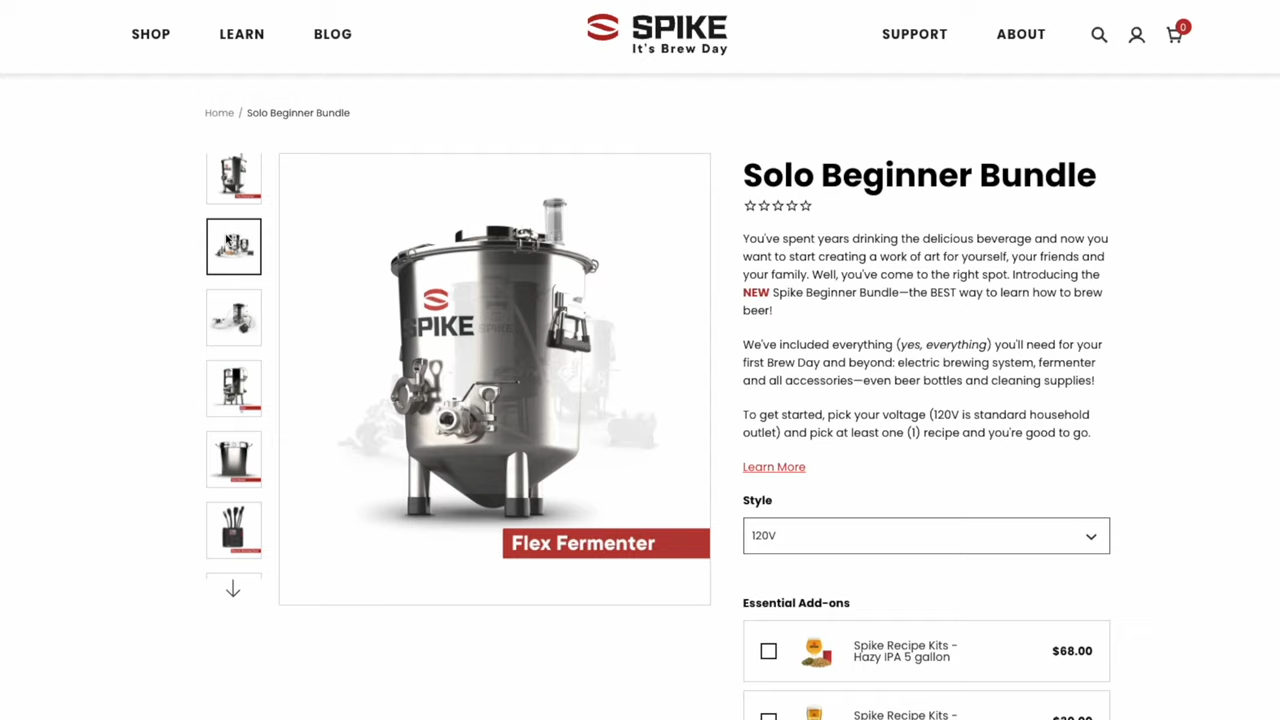 SHOP
LEARN
BLOG
SPIKE
It's Brew Day
SUPPORT
ABOUT
0
Home / Solo Beginner Bundle
SPIKE
Flex Fermenter
Solo Beginner Bundle
You've spent years drinking the delicious beverage and now you
want to start creating a work of art for yourself, your friends and
your family. Well, you've come to the right spot. Introducing the
NEW Spike Beginner Bundle—the BEST way to learn how to brew
beer!
We've included everything (yes, everything) you'll need for your
first Brew Day and beyond: electric brewing system, fermenter
and all accessories—even beer bottles and cleaning supplies!
To get started, pick your voltage (120V is standard household
outlet) and pick at least one (1) recipe and you're good to go.
Learn More
Style
120V
Essential Add-ons
Spike Recipe Kits -
Hazy IPA 5 gallon
$68.00
Spike Recipe Kits -